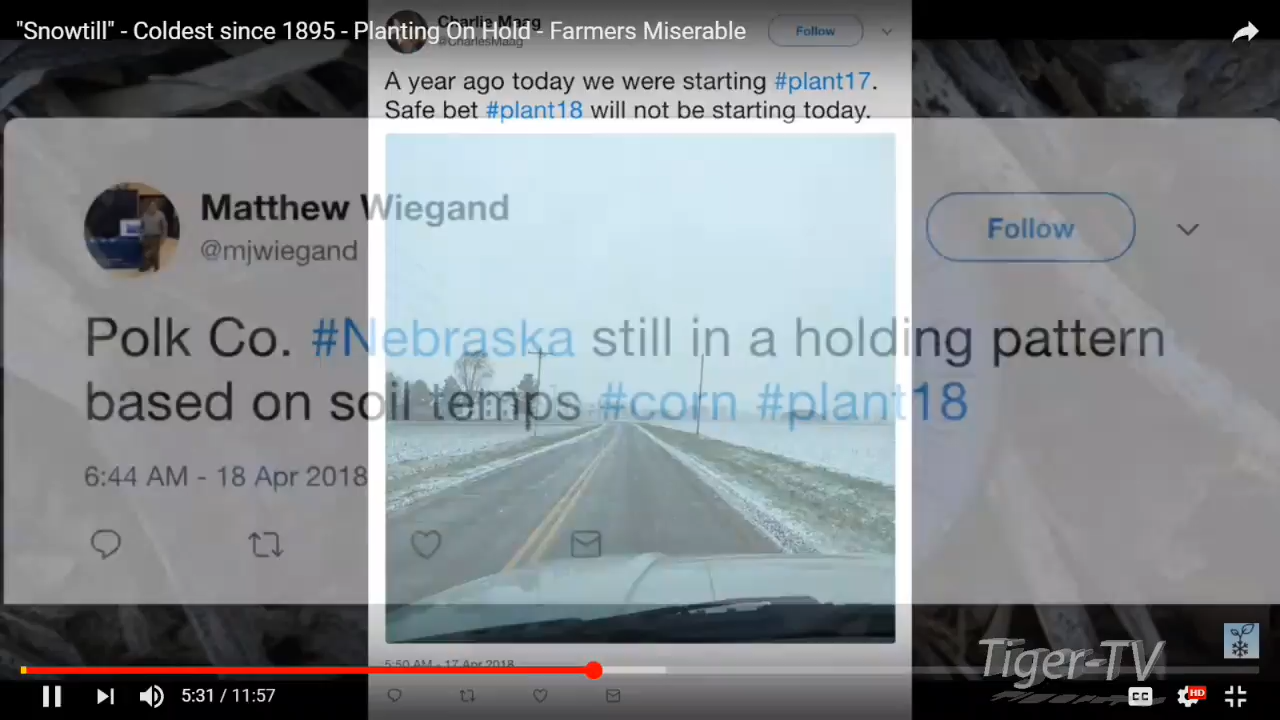 "Snowtill" - Coldest since 1895 - Planting On Hold - Farmers Miserable
Charlie Maag
@CharlesMaag
Follow
A year ago today we were starting #plant17.
Safe bet #plant18 will not be starting today.
Matthew Wiegand
@mjwiegand
Follow
Polk Co. #Nebraska still in a holding pattern
based on soil temps #corn #plant18
6:44 AM - 18 Apr 2018
5:50 AM - 17 Apr 2018
Tiger-TV
5:31 / 11:57
CC
HD